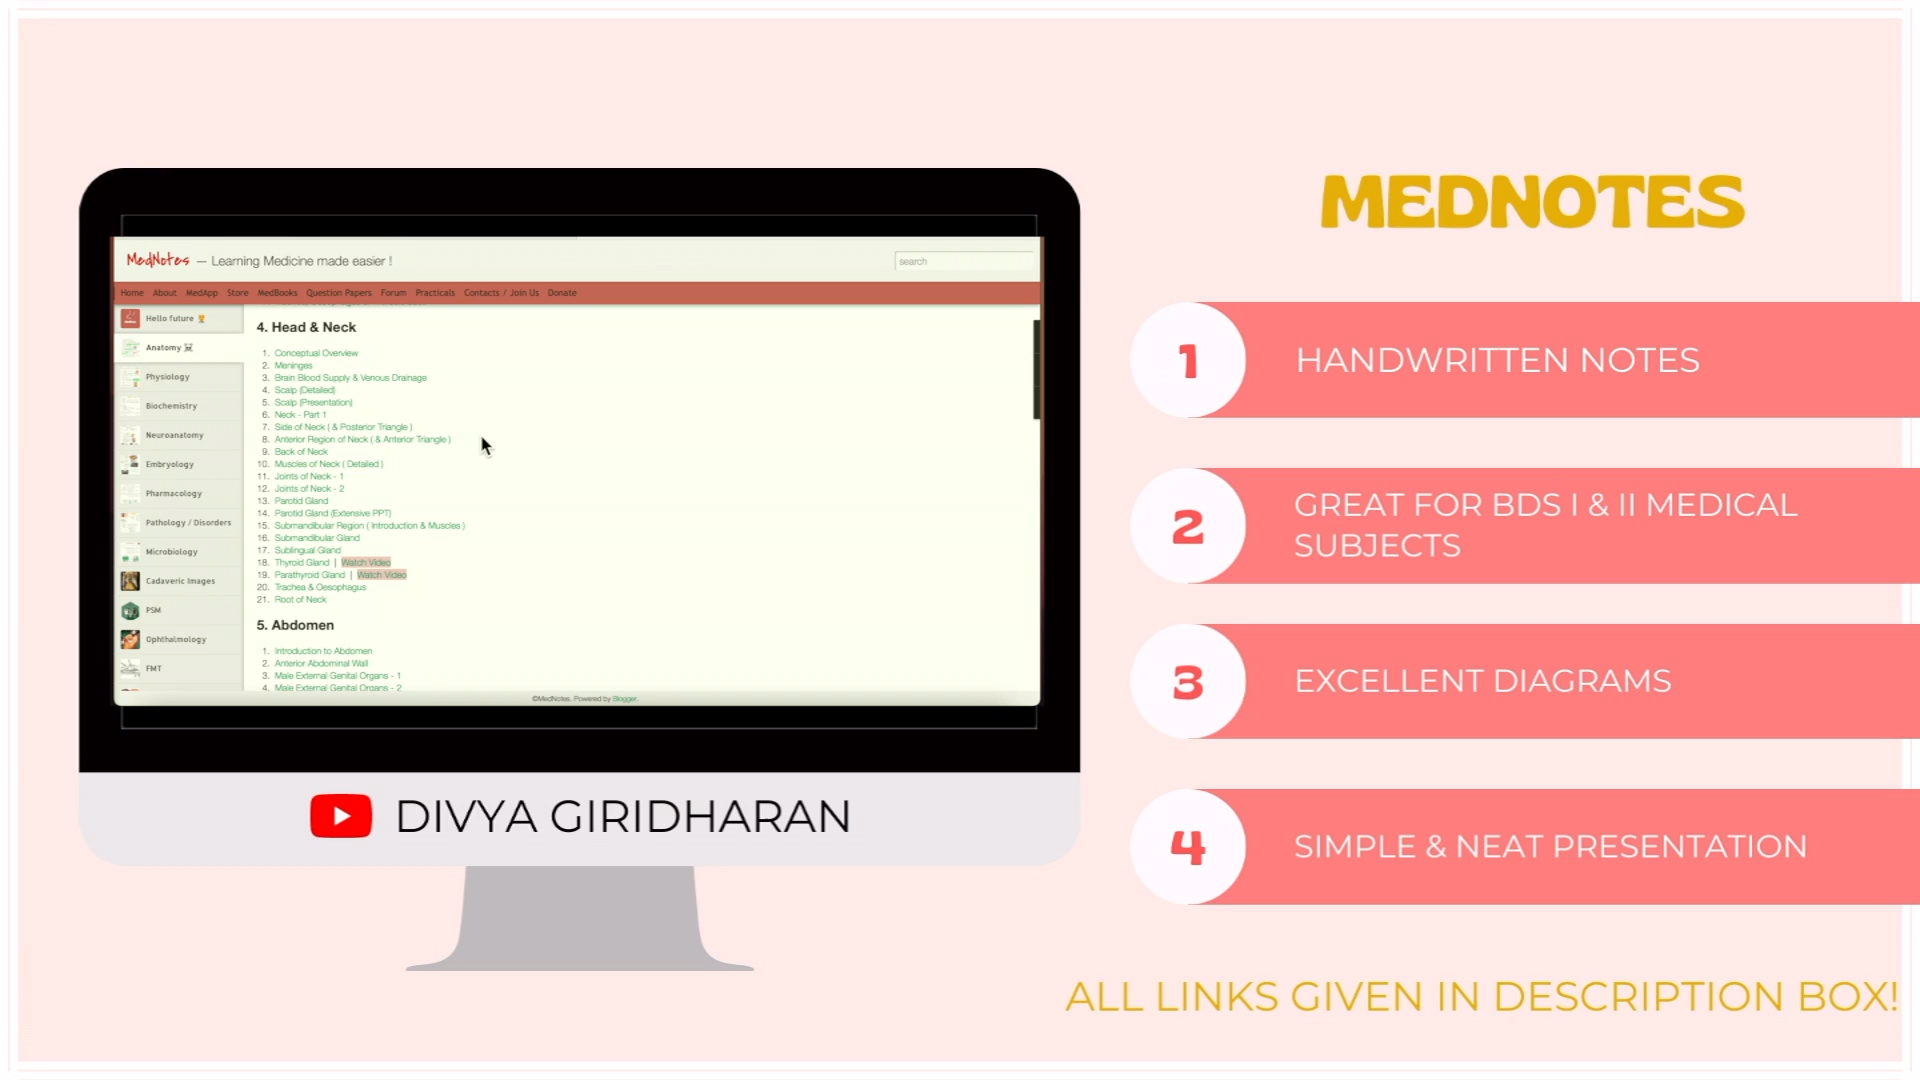 MedNotes — Learning Medicine made easier !
search
Home About MedApp Store MedBooks Question Papers Forum Practicals Contacts / Join Us Donate
Hello future
Anatomy
Physiology
Biochemistry
Neuroanatomy
Embryology
Pharmacology
Pathology / Disorders
Microbiology
Cadaveric Images
PSM
Ophthalmology
FMT
4. Head & Neck
1. Conceptual Overview
2. Meninges
3. Brain Blood Supply & Venous Drainage
4. Scalp (Detailed)
5. Scalp (Presentation)
6. Neck - Part 1
7. Side of Neck ( & Posterior Triangle )
8. Anterior Region of Neck ( & Anterior Triangle )
9. Back of Neck
10. Muscles of Neck ( Detailed )
11. Joints of Neck - 1
12. Joints of Neck - 2
13. Parotid Gland
14. Parotid Gland (Extensive PPT)
15. Submandibular Region ( Introduction & Muscles )
16. Submandibular Gland
17. Sublingual Gland
18. Thyroid Gland | Watch Video
19. Parathyroid Gland | Watch Video
20. Trachea & Oesophagus
21. Root of Neck
5. Abdomen
1. Introduction to Abdomen
2. Anterior Abdominal Wall
3. Male External Genital Organs - 1
4. Male External Genital Organs - 2
©MedNotes. Powered by Blogger.
DIVYA GIRIDHARAN
MEDNOTES
1 HANDWRITTEN NOTES
2 GREAT FOR BDS I & II MEDICAL
SUBJECTS
3 EXCELLENT DIAGRAMS
4 SIMPLE & NEAT PRESENTATION
ALL LINKS GIVEN IN DESCRIPTION BOX!